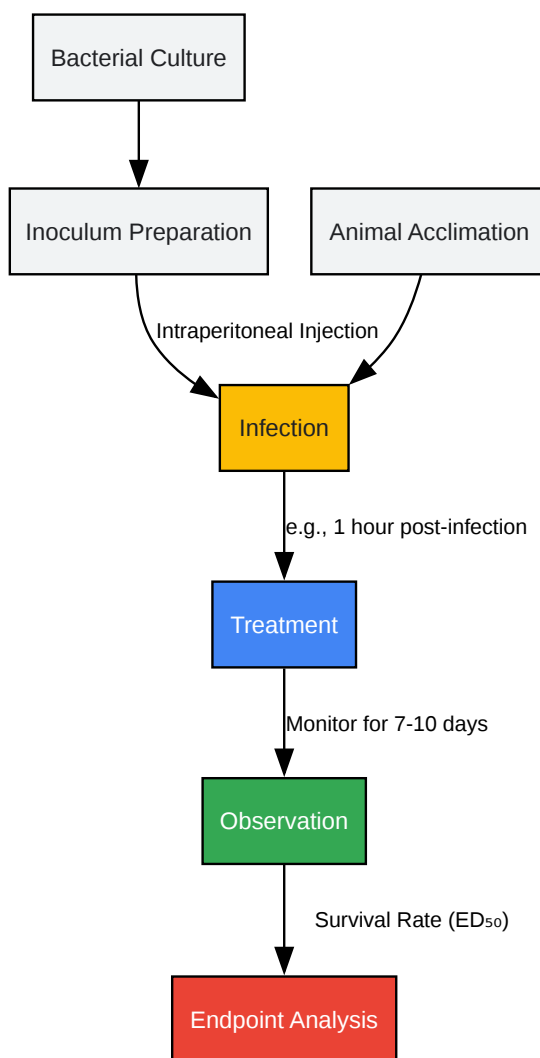 Bacterial Culture
Inoculum Preparation
Animal Acclimation
Intraperitoneal Injection
Infection
e.g., 1 hour post-infection
Treatment
Monitor for 7-10 days
Observation
Survival Rate (ED₅₀)
Endpoint Analysis